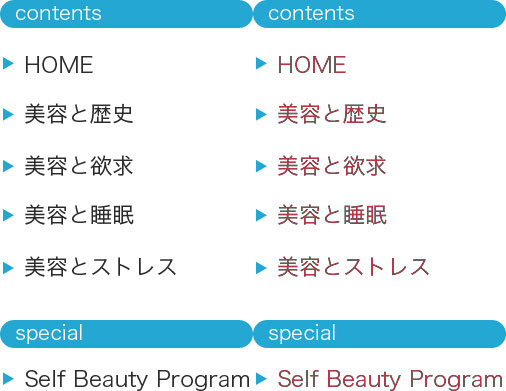 contents
HOME
美容と歴史
美容と欲求
美容と睡眠
美容とストレス
special
Self Beauty Program
contents
HOME
美容と歴史
美容と欲求
美容と睡眠
美容とストレス
special
Self Beauty Program